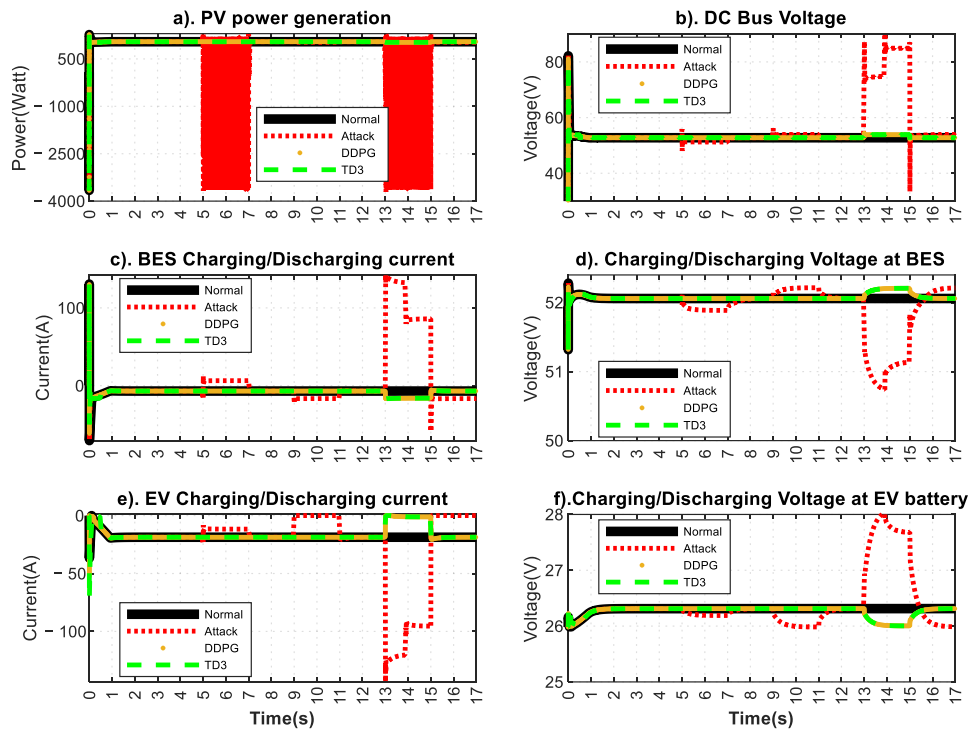 a). PV power generation
Power(Watt)
500
− 1000
− 2500
− 4000
Normal
Attack
DDPG
TD3
0 1 2 3 4 5 6 7 8 9 10 11 12 13 14 15 16 17
b). DC Bus Voltage
Voltage(V)
80
60
40
Normal
Attack
DDPG
TD3
0 1 2 3 4 5 6 7 8 9 10 11 12 13 14 15 16 17
c). BES Charging/Discharging current
Current(A)
100
0
Normal
Attack
DDPG
TD3
0 1 2 3 4 5 6 7 8 9 10 11 12 13 14 15 16 17
d). Charging/Discharging Voltage at BES
Voltage(V)
52
51
50
Normal
Attack
DDPG
TD3
0 1 2 3 4 5 6 7 8 9 10 11 12 13 14 15 16 17
e). EV Charging/Discharging current
Current(A)
0
−50
− 100
Normal
Attack
DDPG
TD3
0 1 2 3 4 5 6 7 8 9 10 11 12 13 14 15 16 17
Time(s)
f).Charging/Discharging Voltage at EV battery
Voltage(V)
28
27
26
25
Normal
Attack
DDPG
TD3
0 1 2 3 4 5 6 7 8 9 10 11 12 13 14 15 16 17
Time(s)